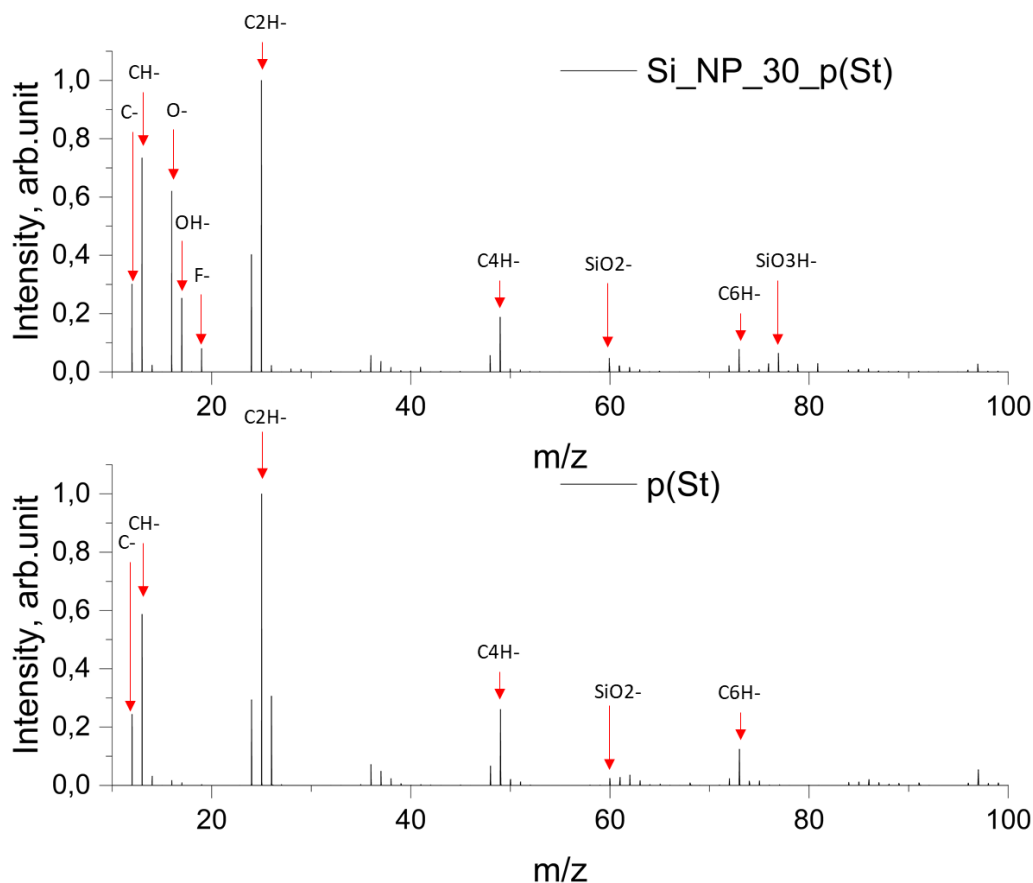 C2H-
CH-
C-
O-
OH-
F-
C4H-
SiO2-
C6H-
SiO3H-
Si_NP_30_p(St)
Intensity, arb.unit
1,0
0,8
0,6
0,4
0,2
0,0
20
40
60
80
100
m/z
C2H-
CH-
C-
C4H-
SiO2-
C6H-
p(St)
Intensity, arb.unit
1,0
0,8
0,6
0,4
0,2
0,0
20
40
60
80
100
m/z